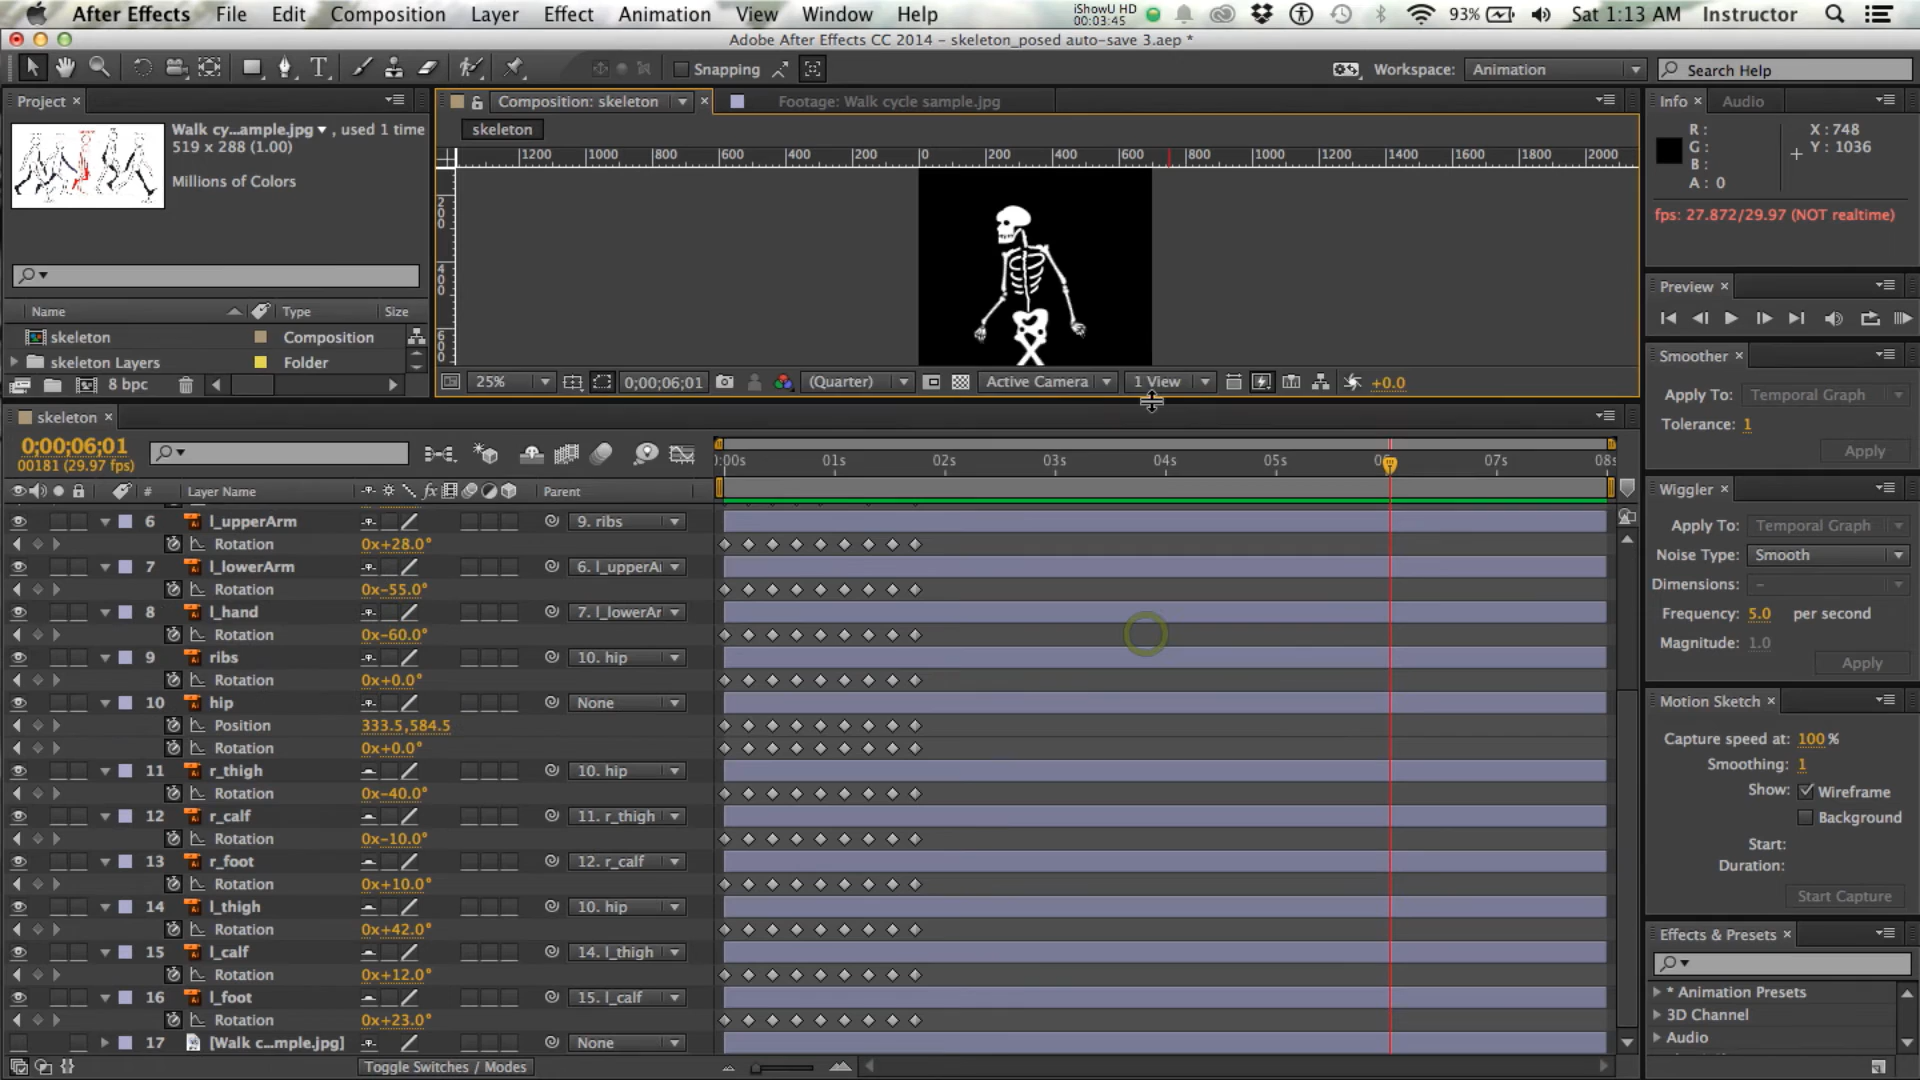 After Effects File Edit Composition Layer Effect Animation View Window Help iShowU HD 00:03:45 93% Sat 1:13 AM Instructor
Adobe After Effects CC 2014 – skeleton_posed auto-save 3.aep *
Snapping Workspace: Animation Search Help
Project × Composition: skeleton × Footage: Walk cycle sample.jpg Info × Audio
Walk cy...ample.jpg ▾ , used 1 time
519 x 288 (1.00)
Millions of Colors
skeleton
1200 1000 800 600 400 200 0 200 400 600 800 1000 1200 1400 1600 1800 2000
200
400
600
R :
G :
B :
A : 0
X : 748
Y : 1036
fps: 27.872/29.97 (NOT realtime)
Name Type Size
skeleton Composition
skeleton Layers Folder
8 bpc
25% 0;00;06;01 (Quarter) Active Camera 1 View +0.0
Preview ×
Smoother ×
Apply To: Temporal Graph
Tolerance: 1
Apply
skeleton ×
0;00;06;01
00181 (29.97 fps)
# Layer Name fx Parent
):00s 01s 02s 03s 04s 05s 06s 07s 08s
6 l_upperArm 9. ribs
Rotation 0x+28.0°
7 l_lowerArm 6. l_upperAr
Rotation 0x−55.0°
8 l_hand 7. l_lowerAr
Rotation 0x−60.0°
9 ribs 10. hip
Rotation 0x+0.0°
10 hip None
Position 333.5,584.5
Rotation 0x+0.0°
11 r_thigh 10. hip
Rotation 0x−40.0°
12 r_calf 11. r_thigh
Rotation 0x−10.0°
13 r_foot 12. r_calf
Rotation 0x+10.0°
14 l_thigh 10. hip
Rotation 0x+42.0°
15 l_calf 14. l_thigh
Rotation 0x+12.0°
16 l_foot 15. l_calf
Rotation 0x+23.0°
17 [Walk c...mple.jpg] None
Toggle Switches / Modes
Wiggler ×
Apply To: Temporal Graph
Noise Type: Smooth
Dimensions: –
Frequency: 5.0 per second
Magnitude: 1.0
Apply
Motion Sketch ×
Capture speed at: 100 %
Smoothing: 1
Show: Wireframe
Background
Start:
Duration:
Start Capture
Effects & Presets ×
* Animation Presets
3D Channel
Audio